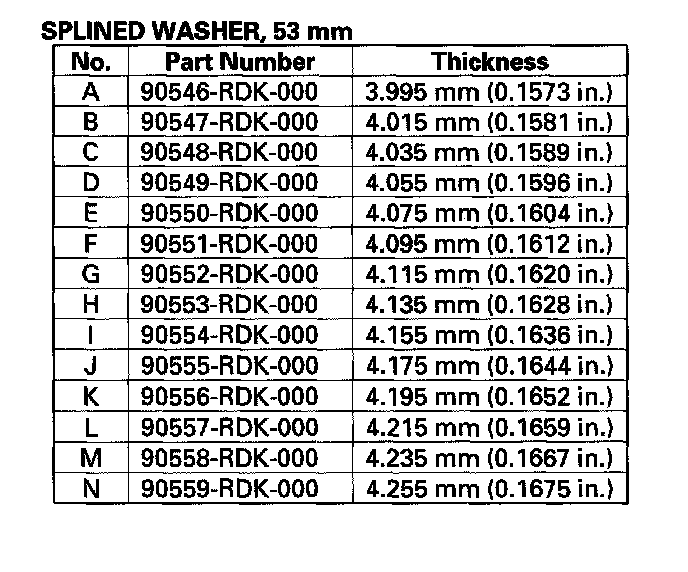 SPLINED WASHER, 53 mm
No. Part Number Thickness
A 90546-RDK-000 3.995 mm (0.1573 in.)
B 90547-RDK-000 4.015 mm (0.1581 in.)
C 90548-RDK-000 4.035 mm (0.1589 in.)
D 90549-RDK-000 4.055 mm (0.1596 in.)
E 90550-RDK-000 4.075 mm (0.1604 in.)
F 90551-RDK-000 4.095 mm (0.1612 in.)
G 90552-RDK-000 4.115 mm (0.1620 in.)
H 90553-RDK-000 4.135 mm (0.1628 in.)
I 90554-RDK-000 4.155 mm (0.1636 in.)
J 90555-RDK-000 4.175 mm (0.1644 in.)
K 90556-RDK-000 4.195 mm (0.1652 in.)
L 90557-RDK-000 4.215 mm (0.1659 in.)
M 90558-RDK-000 4.235 mm (0.1667 in.)
N 90559-RDK-000 4.255 mm (0.1675 in.)